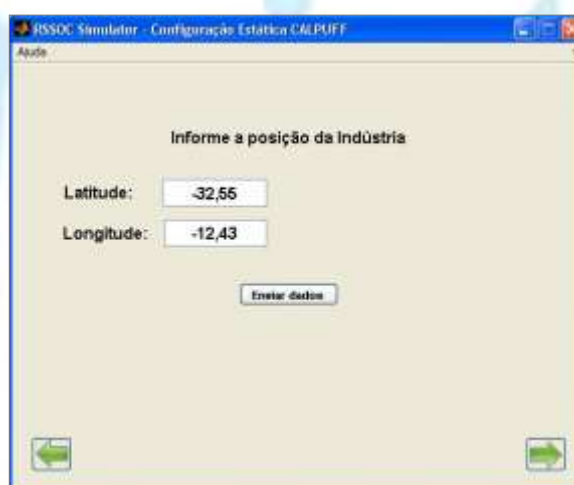 RSSOC Simulator - Configuração Estática CALPUFF
Ajuda
Informe a posição da Indústria
Latitude: -32,55
Longitude: -12,43
Enviar dados